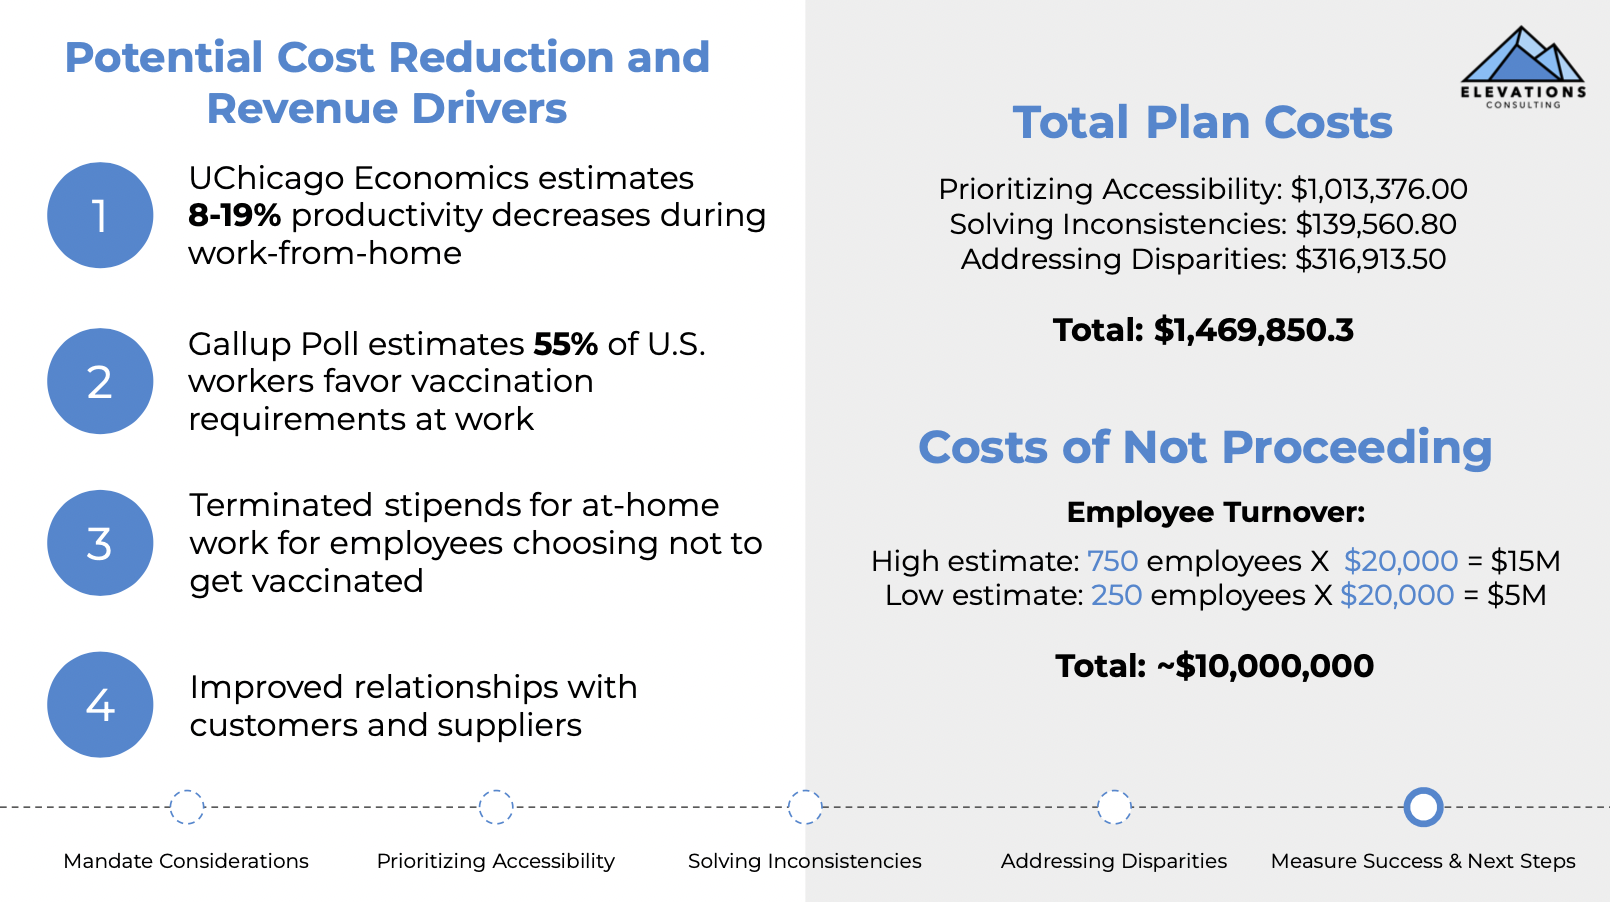 Potential Cost Reduction and
Revenue Drivers
1
UChicago Economics estimates
8-19% productivity decreases during
work-from-home
2
Gallup Poll estimates 55% of U.S.
workers favor vaccination
requirements at work
3
Terminated stipends for at-home
work for employees choosing not to
get vaccinated
4
Improved relationships with
customers and suppliers
ELEVATIONS
CONSULTING
Total Plan Costs
Prioritizing Accessibility: $1,013,376.00
Solving Inconsistencies: $139,560.80
Addressing Disparities: $316,913.50
Total: $1,469,850.3
Costs of Not Proceeding
Employee Turnover:
High estimate: 750 employees X $20,000 = $15M
Low estimate: 250 employees X $20,000 = $5M
Total: ~$10,000,000
Mandate Considerations
Prioritizing Accessibility
Solving Inconsistencies
Addressing Disparities
Measure Success & Next Steps